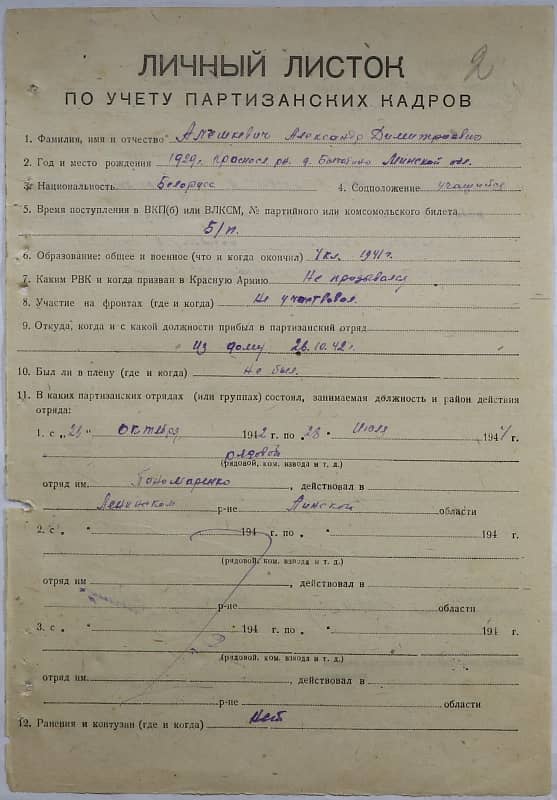 2
ЛИЧНЫЙ ЛИСТОК
ПО УЧЕТУ ПАРТИЗАНСКИХ КАДРОВ
1. Фамилия, имя и отчество Александр Димитриевич
2. Год и место рождения 1929г. д. Минской обл.
3. Национальность Белорус 4. Соцположение учащийся
5. Время поступления в ВКП(б) или ВЛКСМ, № партийного или комсомольского билета
Б/п.
6. Образование: общее и военное (что и когда окончил) 4 кл. 1941 г.
7. Каким РВК и когда призван в Красную Армию Не призывался
8. Участие на фронтах (где и когда) Не участвовал.
9. Откуда, когда и с какой должности прибыл в партизанский отряд
из дому 26.10.42 г.
10. Был ли в плену (где и когда) Не был.
11. В каких партизанских отрядах (или группах) состоял, занимаемая должность и район действия
отряда:
1. с „26" октября 1942 г. по „28" Июля 1944 г.
рядовой
(рядовой, ком. взвода и т. д.)
отряд им. Пономаренко, действовал в
Ленинском р-не Пинской области
2. с „ " 194 г. по „ " 194 г.
(рядовой, ком. взвода и т. д.)
отряд им , действовал в
р-не области
3. с „ " 194 г. по „ " 194 г.
(рядовой, ком. взвода и т. д.)
отряд им. , действовал в
р-не области
12. Ранения и контузии (где и когда) Нет